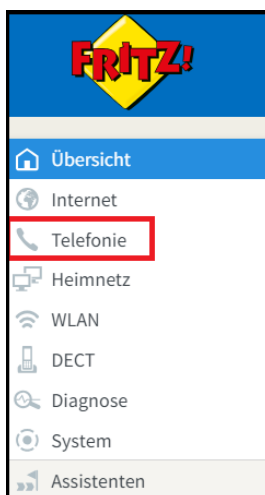 FRITZ!
Übersicht
Internet
Telefonie
Heimnetz
WLAN
DECT
Diagnose
System
Assistenten